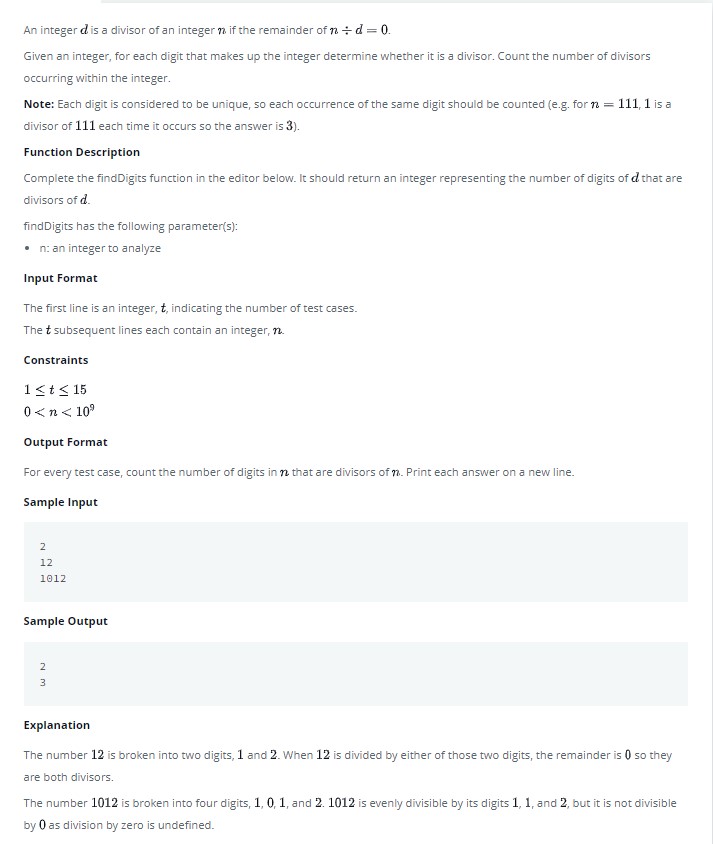 An integer d is a divisor of an integer n if the remainder of n ÷ d = 0.
Given an integer, for each digit that makes up the integer determine whether it is a divisor. Count the number of divisors
occurring within the integer.
Note: Each digit is considered to be unique, so each occurrence of the same digit should be counted (e.g. for n = 111, 1 is a
divisor of 111 each time it occurs so the answer is 3).
Function Description
Complete the findDigits function in the editor below. It should return an integer representing the number of digits of d that are
divisors of d.
findDigits has the following parameter(s):
• n: an integer to analyze
Input Format
The first line is an integer, t, indicating the number of test cases.
The t subsequent lines each contain an integer, n.
Constraints
1 ≤ t ≤ 15
0 < n < 10⁹
Output Format
For every test case, count the number of digits in n that are divisors of n. Print each answer on a new line.
Sample Input
2
12
1012
Sample Output
2
3
Explanation
The number 12 is broken into two digits, 1 and 2. When 12 is divided by either of those two digits, the remainder is 0 so they
are both divisors.
The number 1012 is broken into four digits, 1, 0, 1, and 2. 1012 is evenly divisible by its digits 1, 1, and 2, but it is not divisible
by 0 as division by zero is undefined.